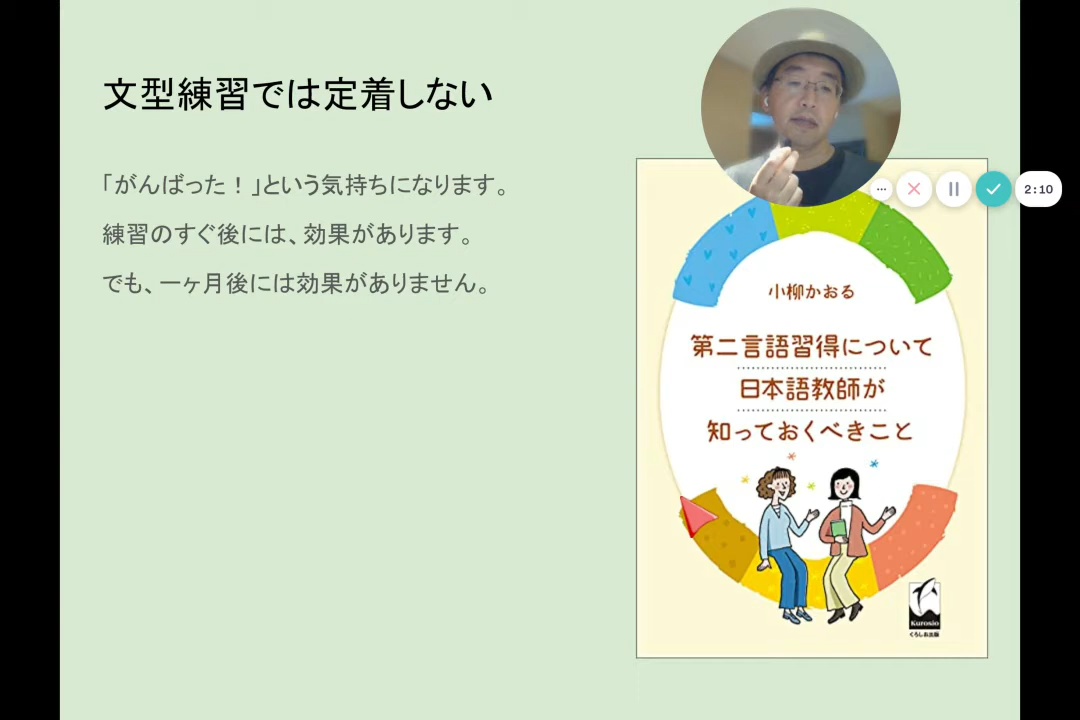 文型練習では定着しない
「がんばった！」という気持ちになります。
練習のすぐ後には、効果があります。
でも、一ヶ月後には効果がありません。
2:10
小柳かおる
第二言語習得について
日本語教師が
知っておくべきこと
Kurosio
くろしお出版